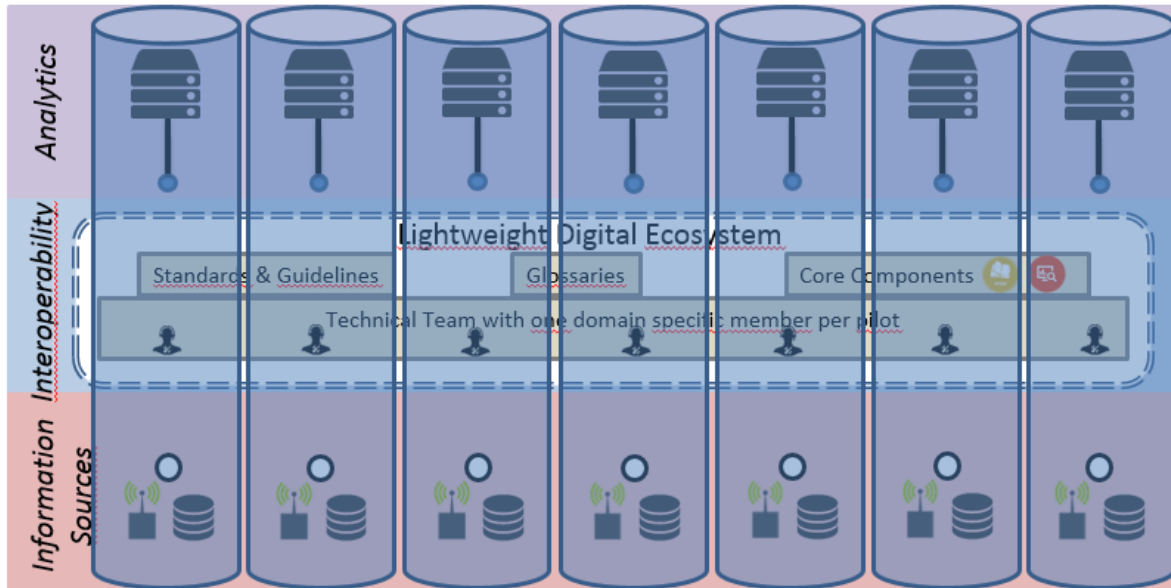 Analytics
Interoperability
Information
Sources
Lightweight Digital Ecosystem
Standards & Guidelines
Glossaries
Core Components
Technical Team with one domain specific member per pilot